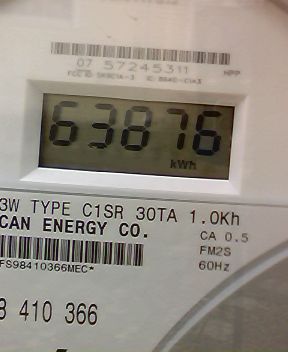 07 57245311
63876
kWh
3W TYPE C1SR 30TA 1.0Kh
CAN ENERGY CO.
CA 0.5
FM2S
60Hz
FS98410366MEC*
8 410 366